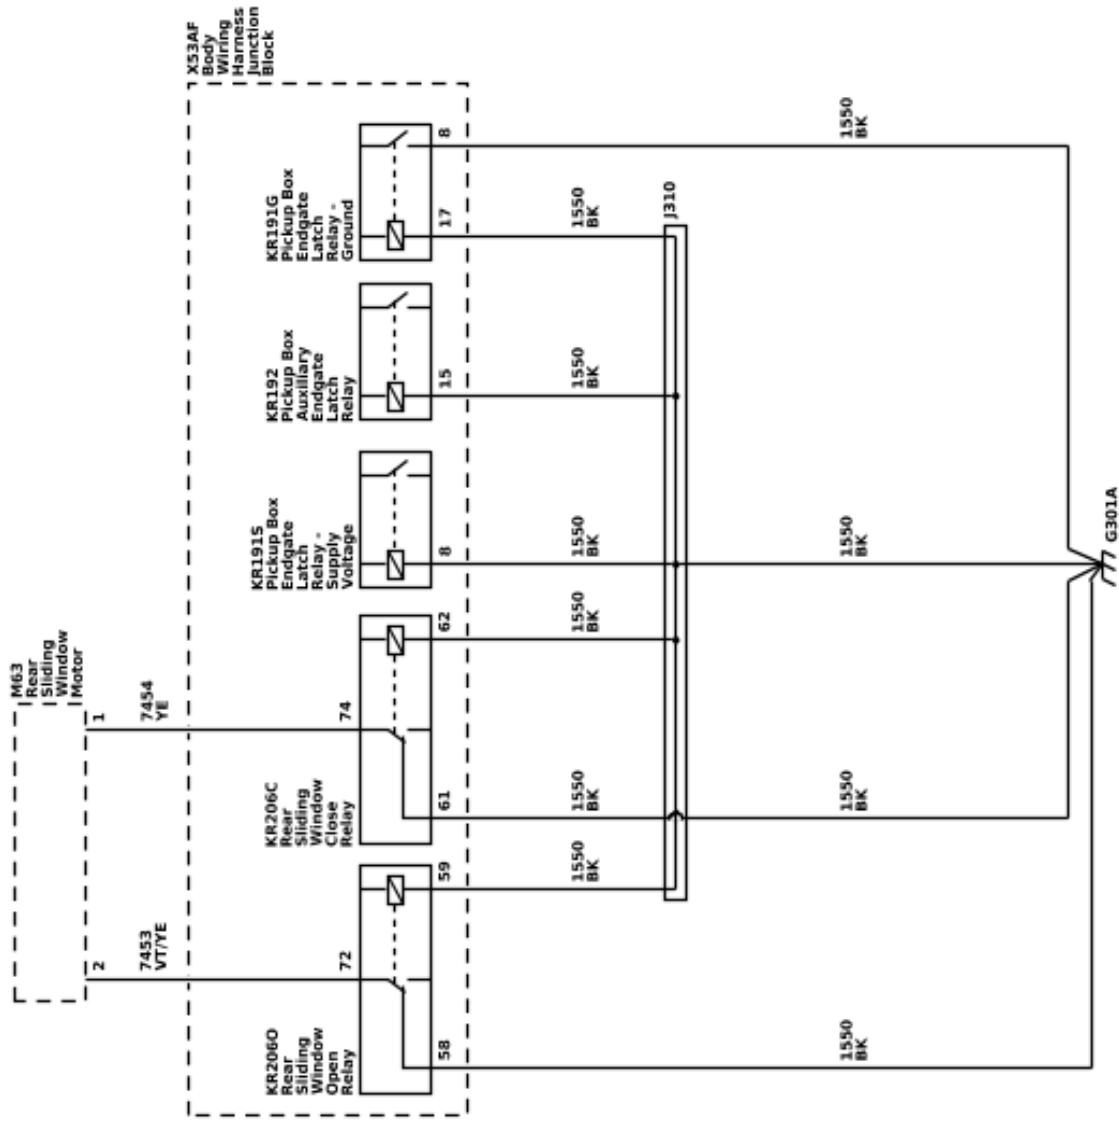 M63
Rear
Sliding
Window
Motor
2
1
7453
VT/YE
7454
YE
X53AF
Body
Wiring
Harness
Junction
Block
KR206O
Rear
Sliding
Window
Open
Relay
72
58
59
KR206C
Rear
Sliding
Window
Close
Relay
74
61
62
KR191S
Pickup Box
Endgate
Latch
Relay -
Supply
Voltage
8
KR192
Pickup Box
Auxiliary
Endgate
Latch
Relay
15
KR191G
Pickup Box
Endgate
Latch
Relay -
Ground
17
8
1550
BK
1550
BK
1550
BK
1550
BK
1550
BK
1550
BK
J310
1550
BK
1550
BK
1550
BK
1550
BK
G301A